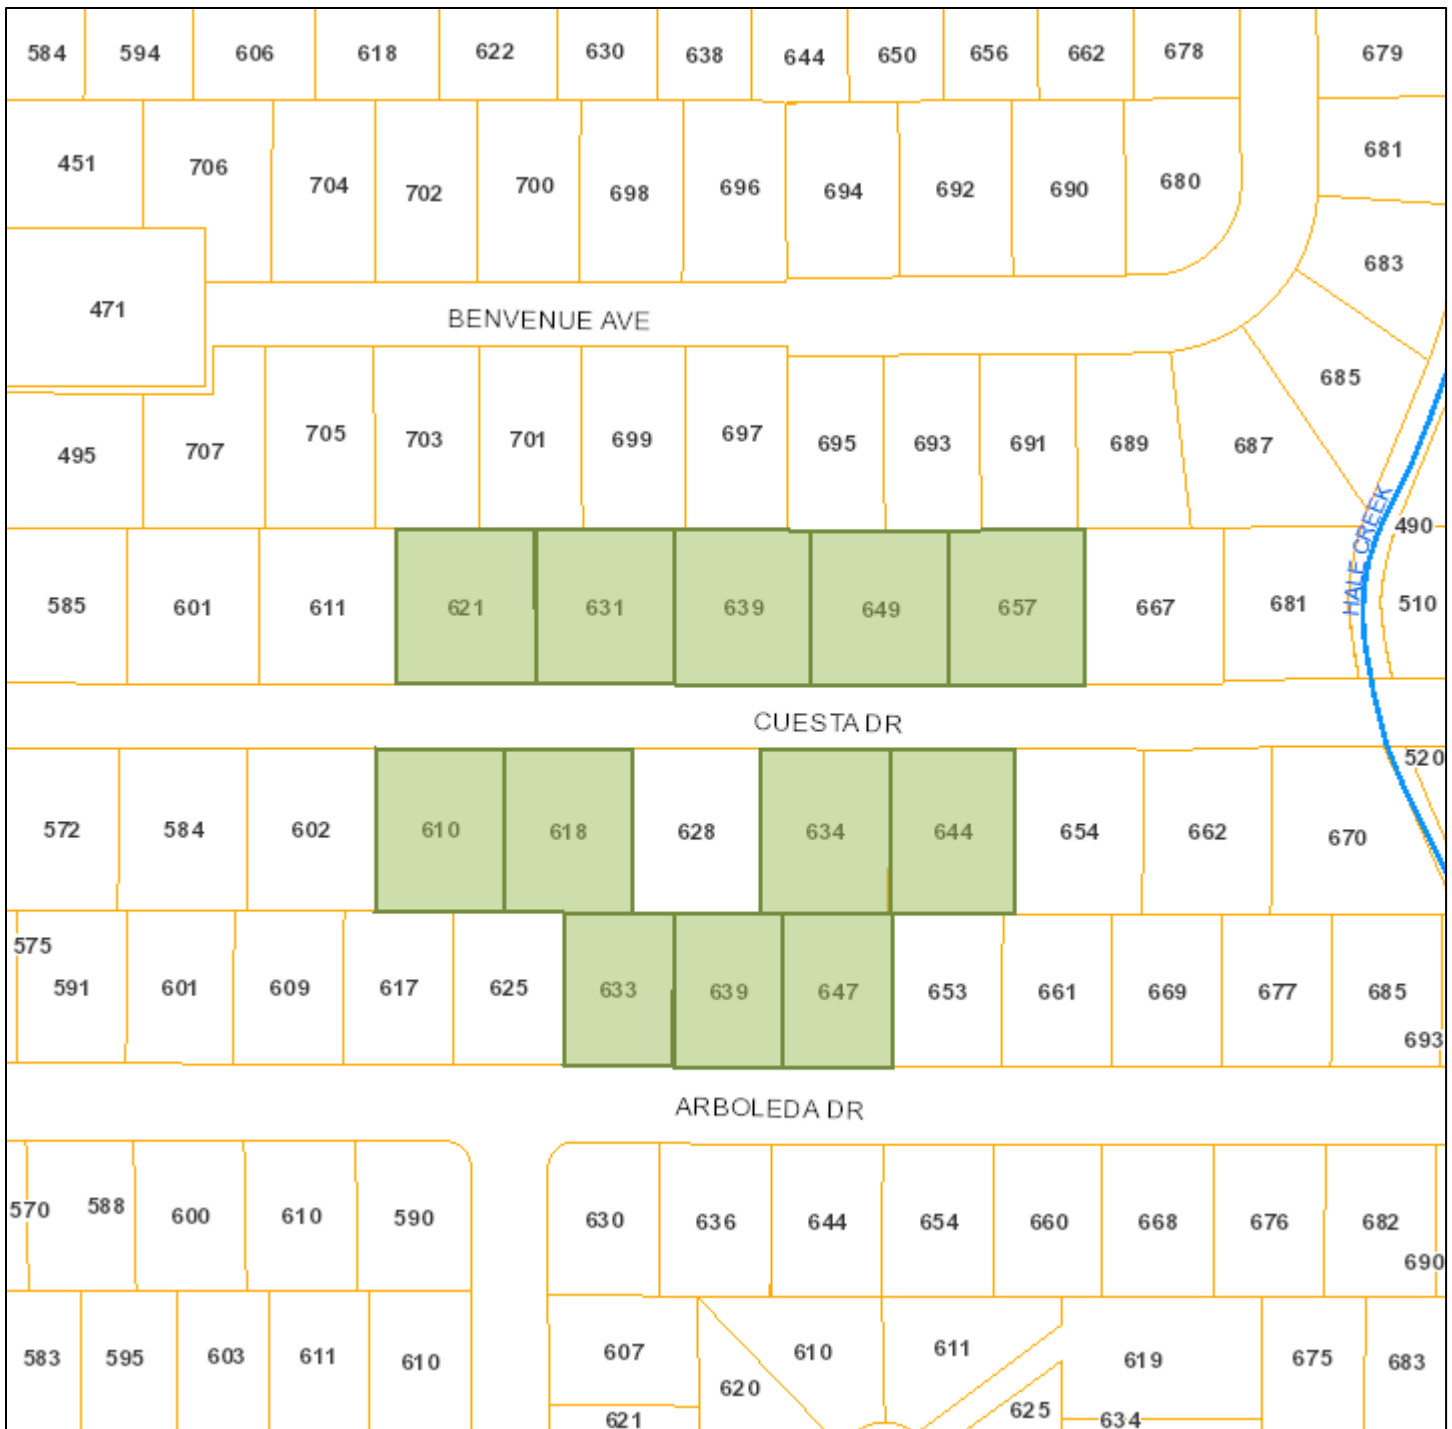 584 594 606 618 622 630 638 644 650 656 662 678 679
451 706 704 702 700 698 696 694 692 690 680 681
683
471
BENVENUE AVE
685
495 707 705 703 701 699 697 695 693 691 689 687
HALE CREEK
490
585 601 611 621 631 639 649 657 667 681 510
CUESTA DR
520
572 584 602 610 618 628 634 644 654 662 670
575
591 601 609 617 625 633 639 647 653 661 669 677 685
693
ARBOLEDA DR
570 588 600 610 590 630 636 644 654 660 668 676 682
690
583 595 603 611 610 607 610 611 619 675 683
620
621 625 634